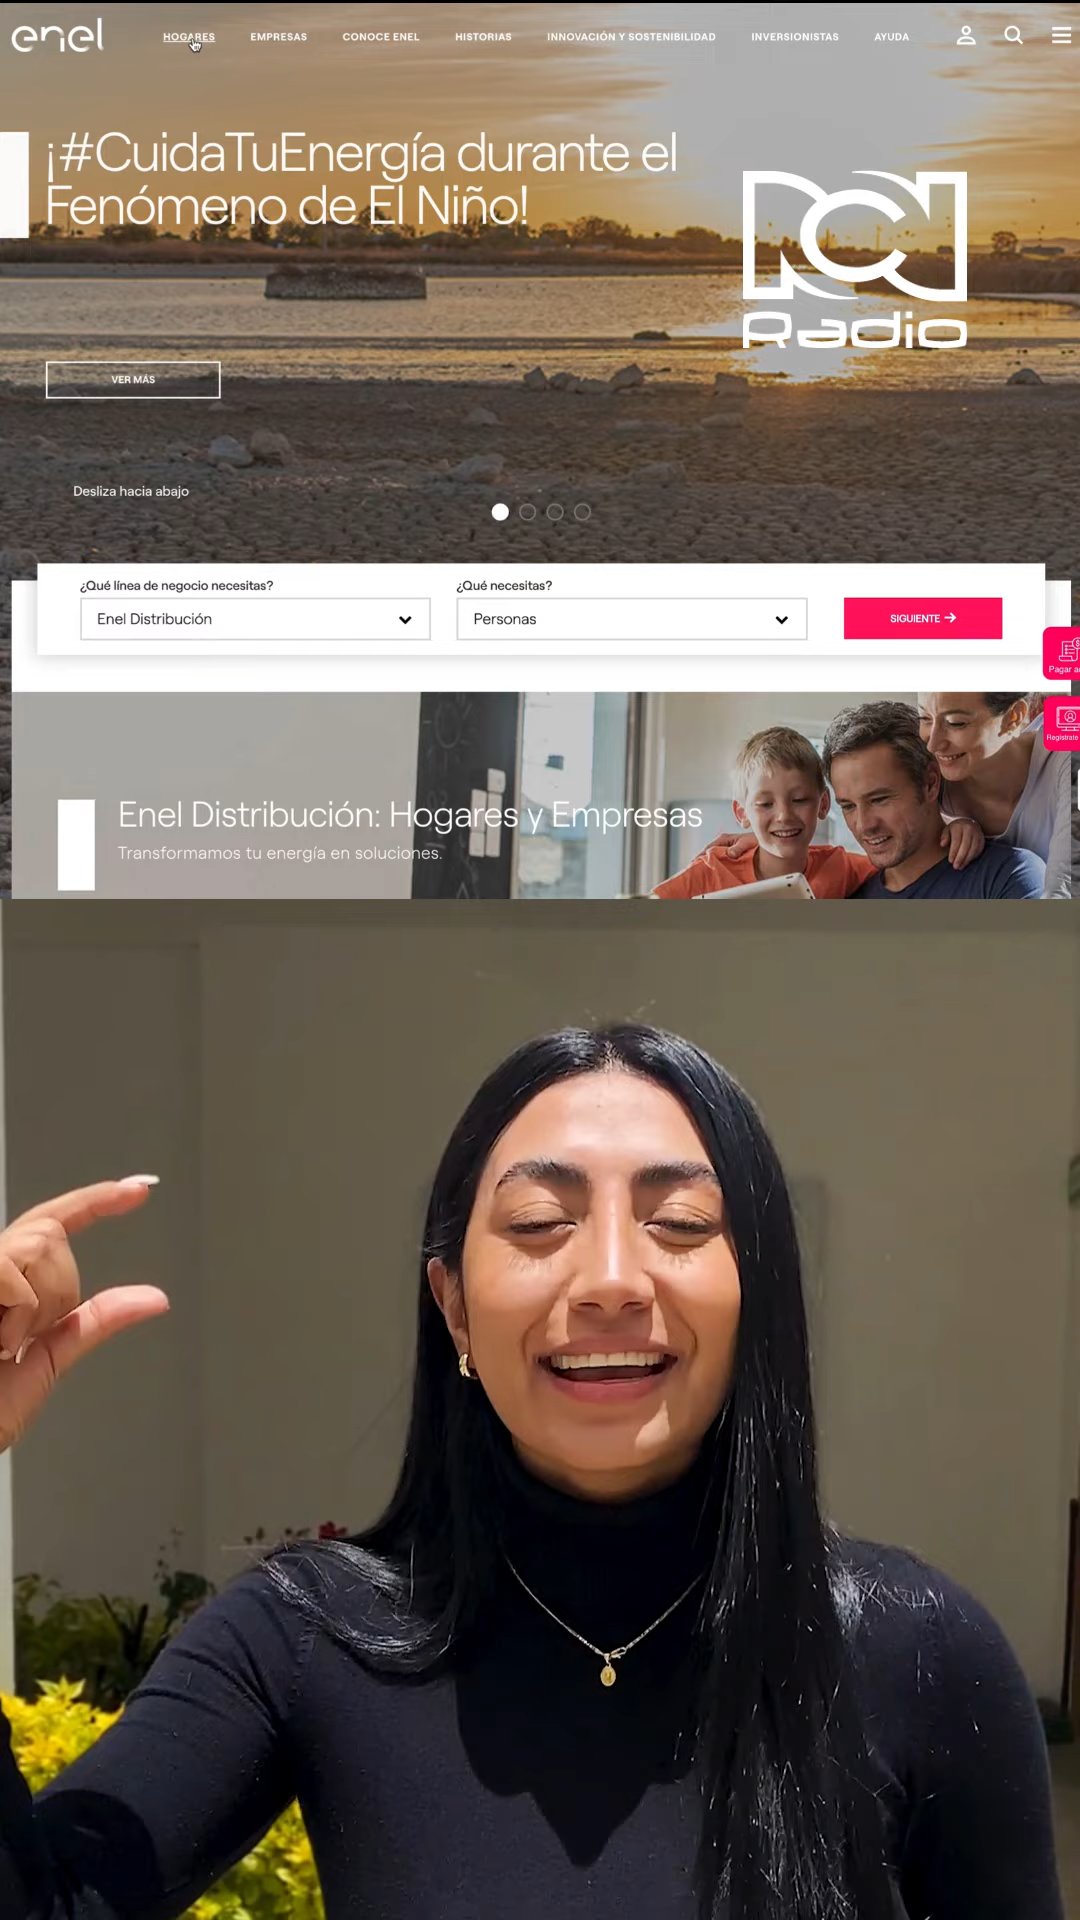 enel
HOGARES
EMPRESAS
CONOCE ENEL
HISTORIAS
INNOVACIÓN Y SOSTENIBILIDAD
INVERSIONISTAS
AYUDA
¡#CuidaTuEnergía durante el
Fenómeno de El Niño!
RCN
Radio
VER MÁS
Desliza hacia abajo
¿Qué línea de negocio necesitas?
Enel Distribución
¿Qué necesitas?
Personas
SIGUIENTE →
Pagar
Regístrate
Enel Distribución: Hogares y Empresas
Transformamos tu energía en soluciones.